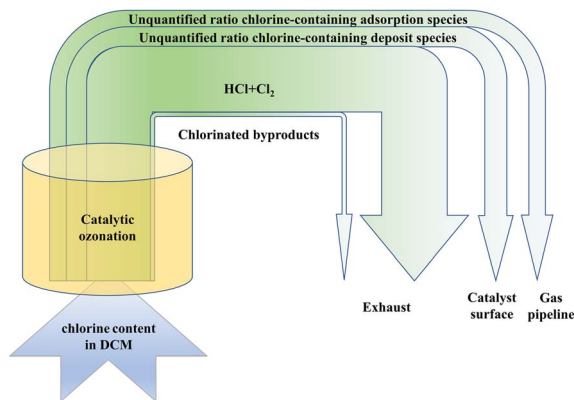 Unquantified ratio chlorine-containing adsorption species
Unquantified ratio chlorine-containing deposit species
HCl+Cl₂
Chlorinated byproducts
Catalytic
ozonation
chlorine content
in DCM
Exhaust
Catalyst
surface
Gas
pipeline